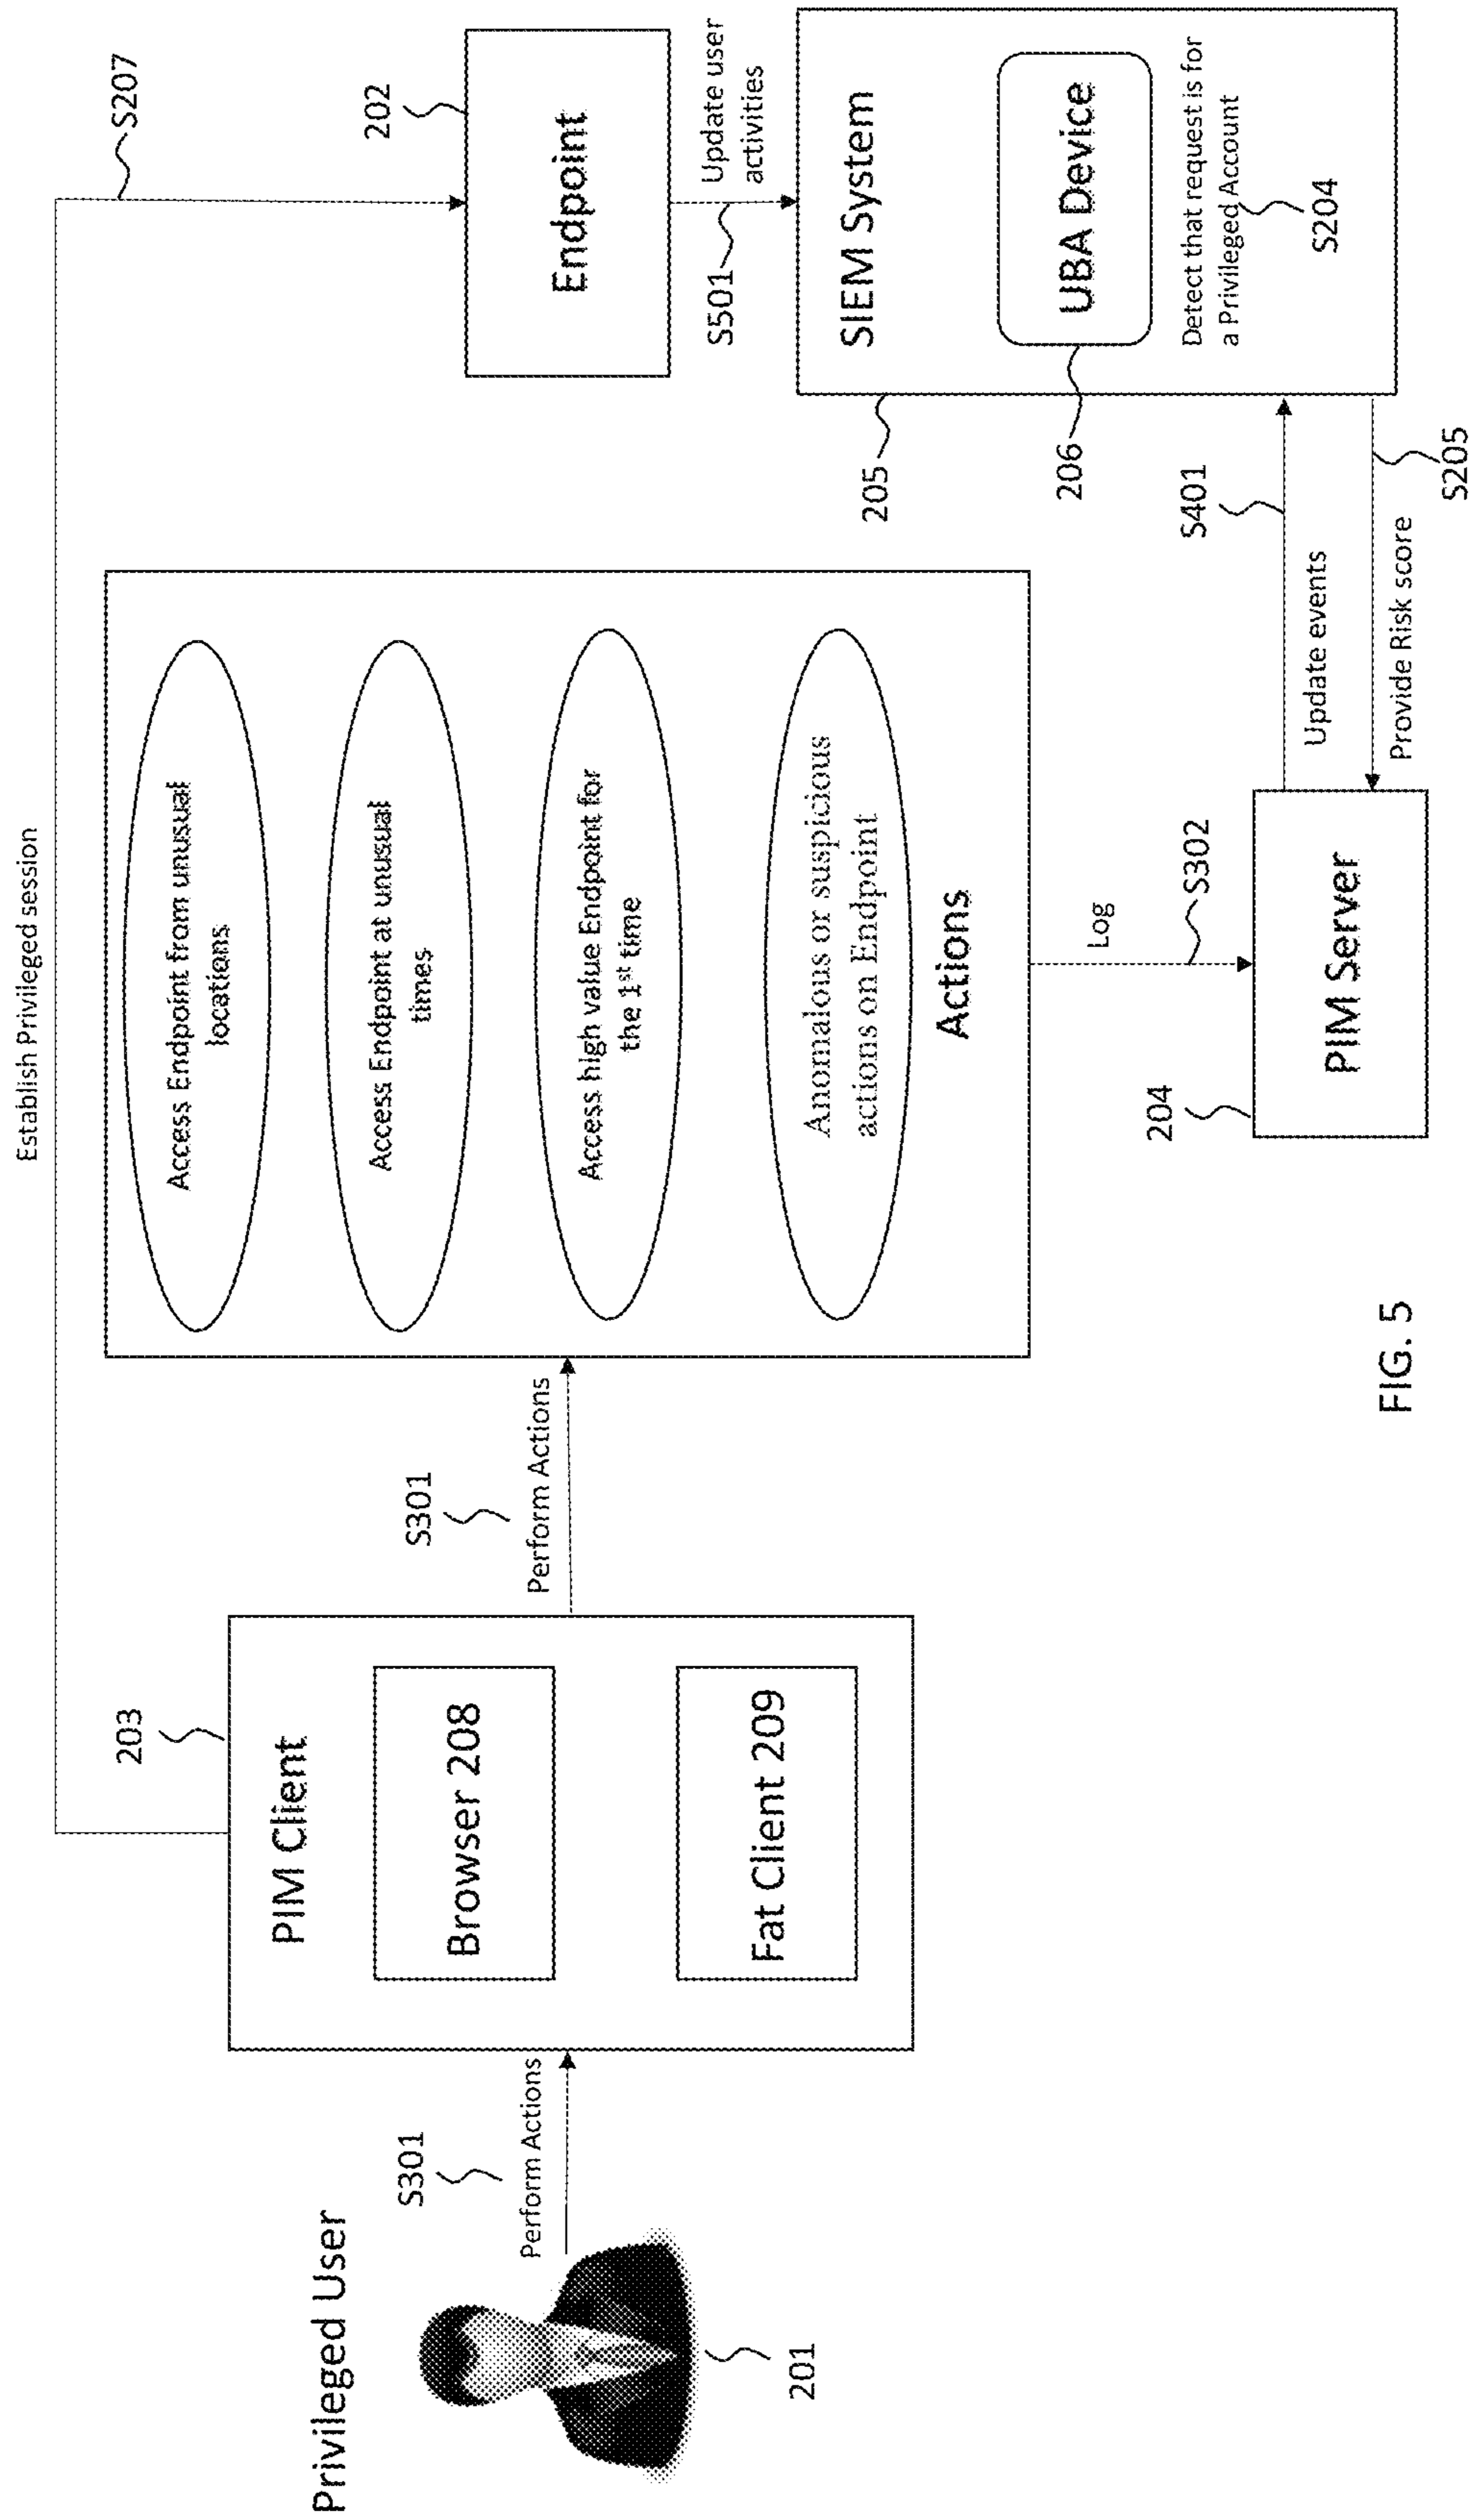 Establish Privileged session
S207
Privileged User
S301
Perform Actions
201
203
PIM Client
Browser 208
Fat Client 209
S301
Perform Actions
Access Endpoint from unusual
locations
Access Endpoint at unusual
times
Access high value Endpoint for
the 1st time
Anomalous or suspicious
actions on Endpoint
Actions
Log
S302
204
PIM Server
202
Endpoint
S501
Update user
activities
205
SIEM System
206
UBA Device
Detect that request is for
a Privileged Account
S204
S401
Update events
Provide Risk score
S205
FIG. 5